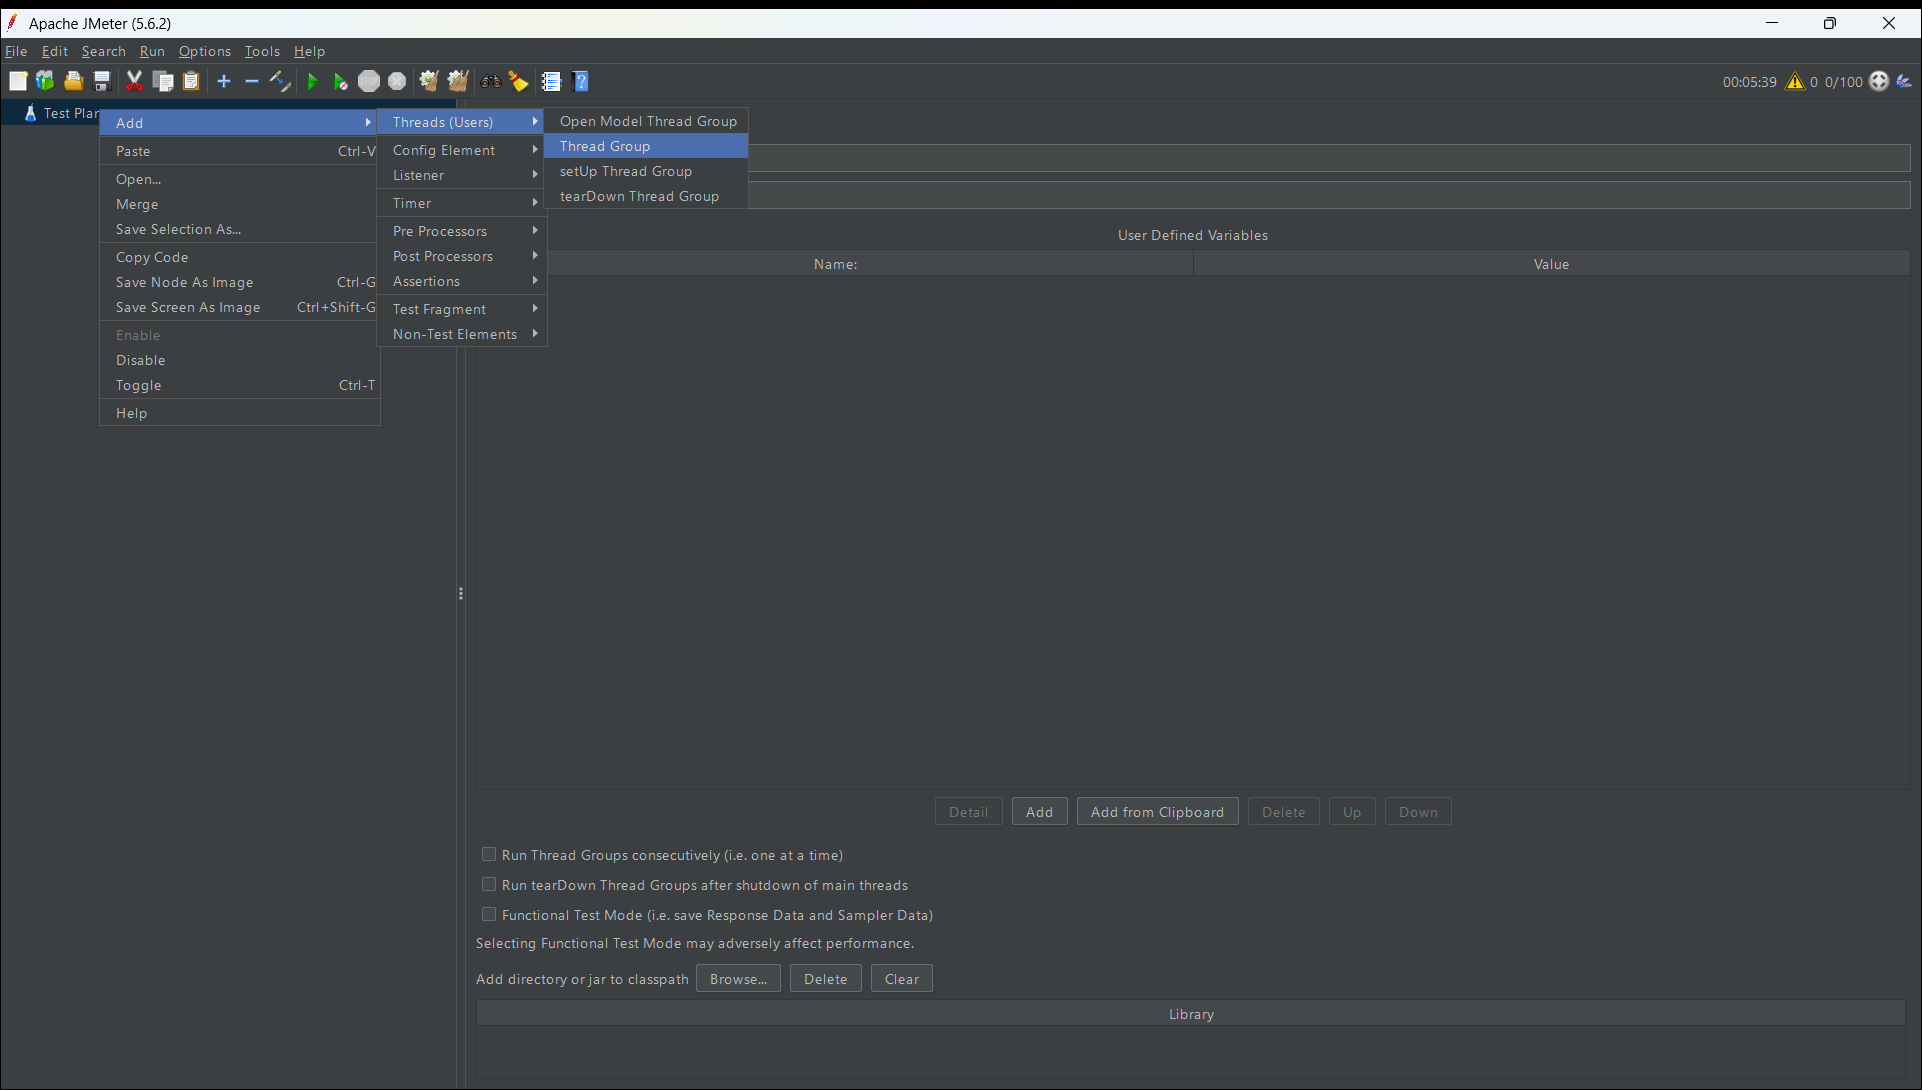 Apache JMeter (5.6.2)
File Edit Search Run Options Tools Help
00:05:39 0 0/100
Test Plan
Add
Paste Ctrl-V
Open...
Merge
Save Selection As...
Copy Code
Save Node As Image Ctrl-G
Save Screen As Image Ctrl+Shift-G
Enable
Disable
Toggle Ctrl-T
Help
Threads (Users)
Config Element
Listener
Timer
Pre Processors
Post Processors
Assertions
Test Fragment
Non-Test Elements
Open Model Thread Group
Thread Group
setUp Thread Group
tearDown Thread Group
User Defined Variables
Name: Value
Detail Add Add from Clipboard Delete Up Down
Run Thread Groups consecutively (i.e. one at a time)
Run tearDown Thread Groups after shutdown of main threads
Functional Test Mode (i.e. save Response Data and Sampler Data)
Selecting Functional Test Mode may adversely affect performance.
Add directory or jar to classpath Browse... Delete Clear
Library